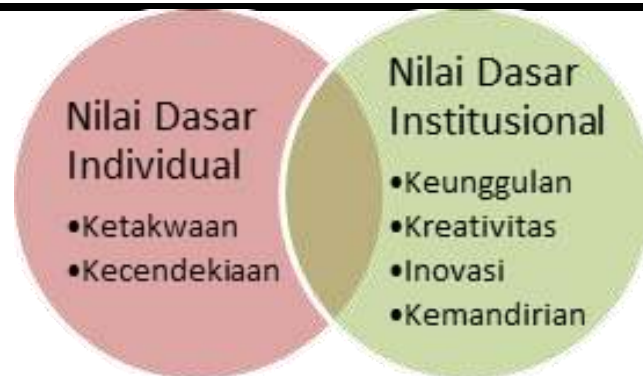 Nilai Dasar
Individual
•Ketakwaan
•Kecendekiaan
Nilai Dasar
Institusional
•Keunggulan
•Kreativitas
•Inovasi
•Kemandirian